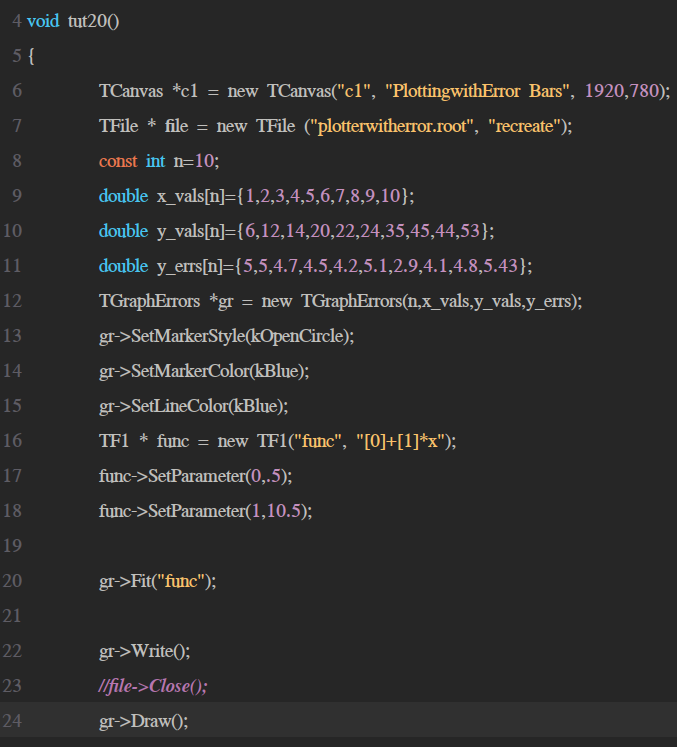 4 void tut20()
5 {
6 TCanvas *c1 = new TCanvas("c1", "PlottingwithError Bars", 1920,780);
7 TFile * file = new TFile ("plotterwitherror.root", "recreate");
8 const int n=10;
9 double x_vals[n]={1,2,3,4,5,6,7,8,9,10};
10 double y_vals[n]={6,12,14,20,22,24,35,45,44,53};
11 double y_errs[n]={5,5,4.7,4.5,4.2,5.1,2.9,4.1,4.8,5.43};
12 TGraphErrors *gr = new TGraphErrors(n,x_vals,y_vals,y_errs);
13 gr->SetMarkerStyle(kOpenCircle);
14 gr->SetMarkerColor(kBlue);
15 gr->SetLineColor(kBlue);
16 TF1 * func = new TF1("func", "[0]+[1]*x");
17 func->SetParameter(0,.5);
18 func->SetParameter(1,10.5);
19
20 gr->Fit("func");
21
22 gr->Write();
23 //file->Close();
24 gr->Draw();